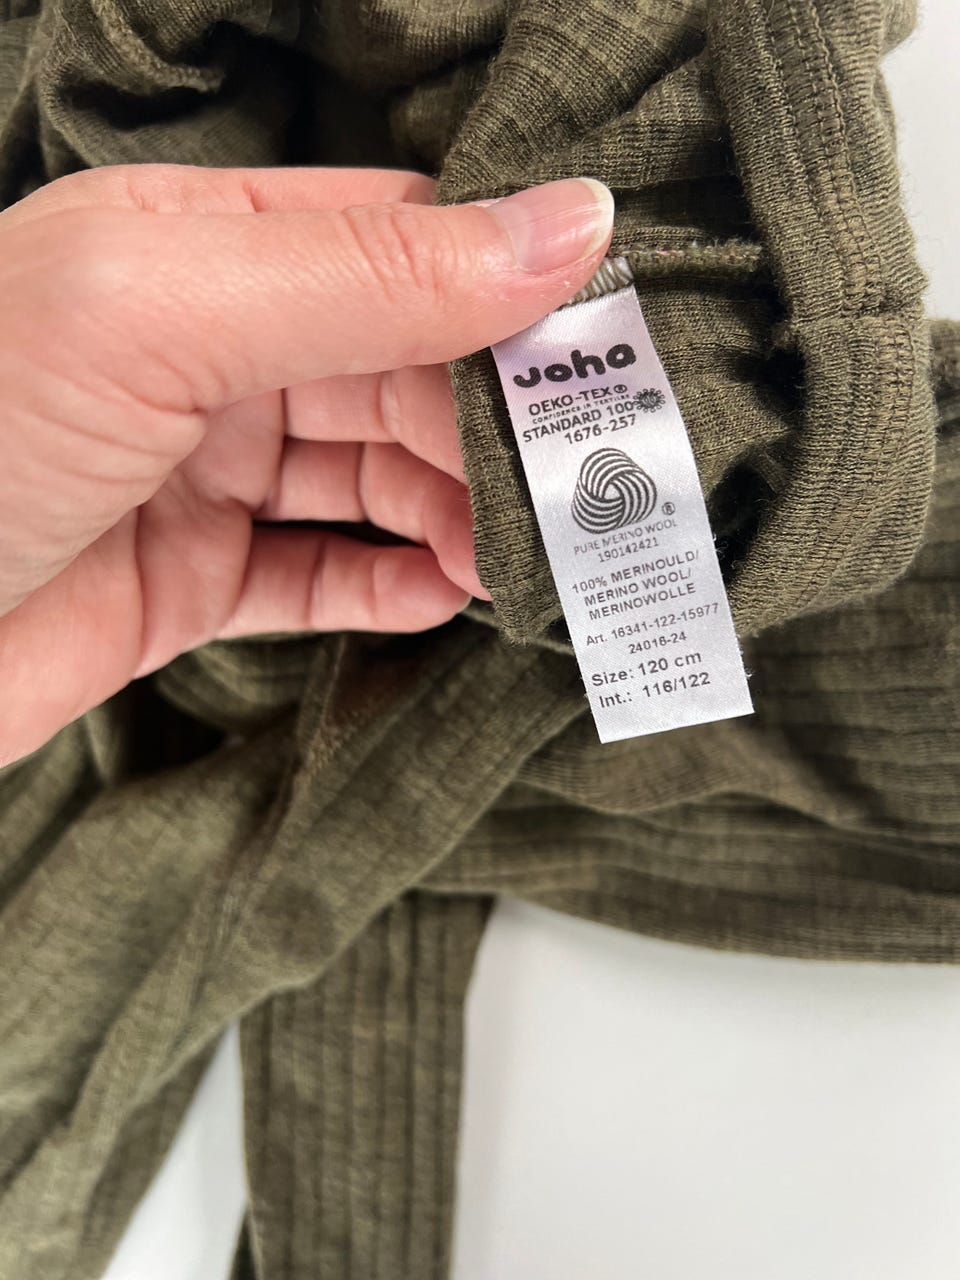 Joha
OEKO-TEX®
CONFIDENCE IN TEXTILES
STANDARD 100
1676-257
®
PURE MERINO WOOL
190142421
100% MERINOULD/
MERINO WOOL/
MERINOWOLLE
Art. 16341-122-15977
24016-24
Size: 120 cm
Int.: 116/122